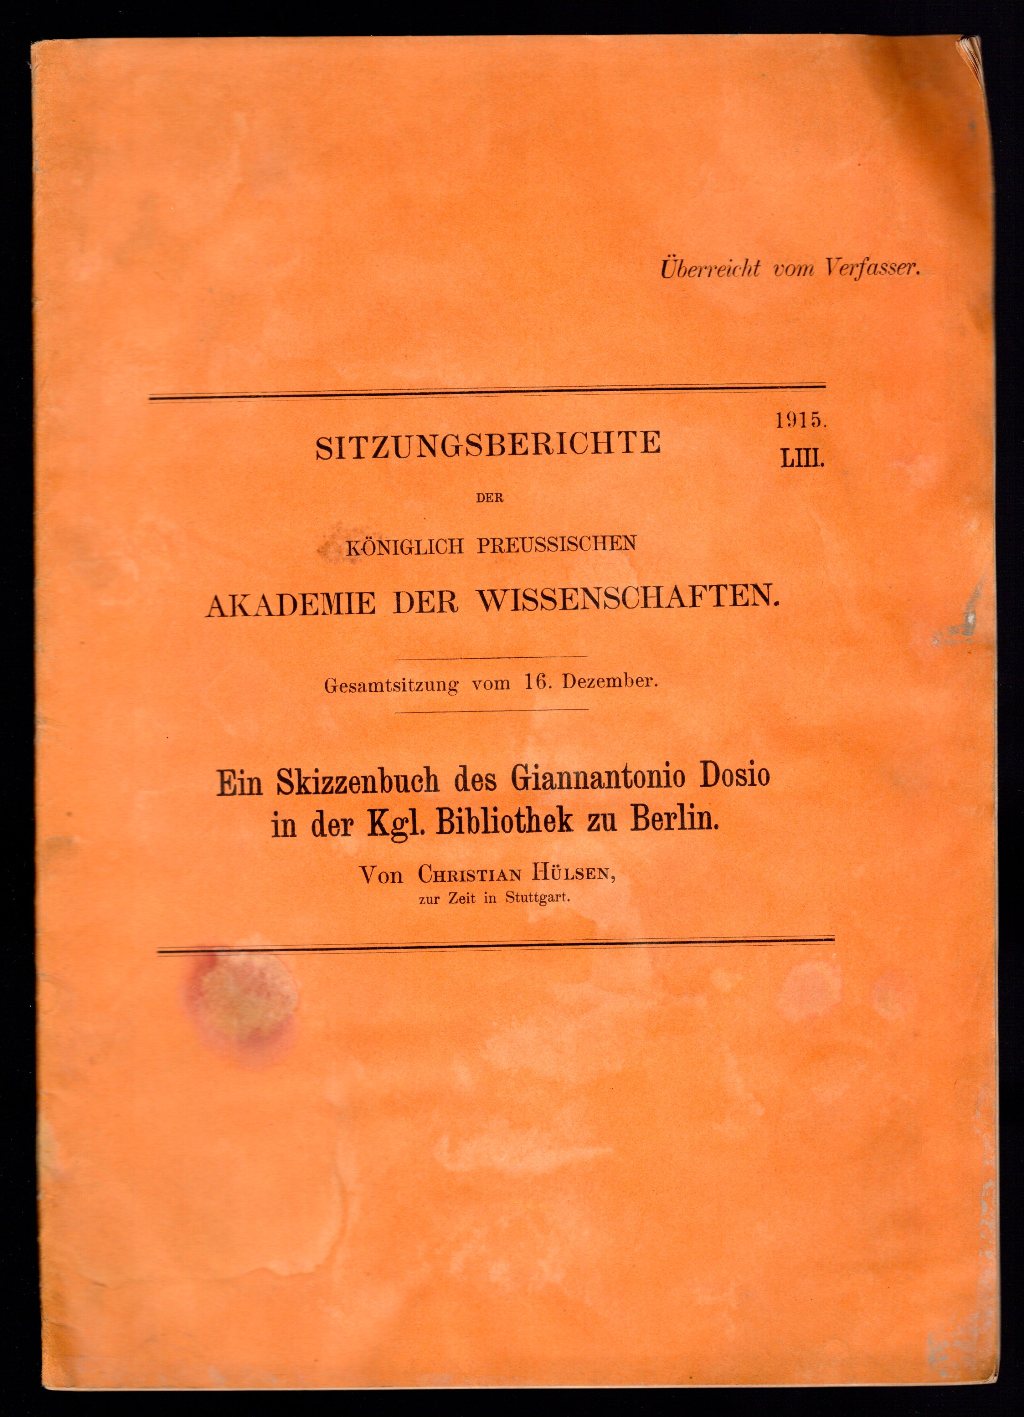 Überreicht vom Verfasser.
1915.
SITZUNGSBERICHTE
LIII.
DER
KÖNIGLICH PREUSSISCHEN
AKADEMIE DER WISSENSCHAFTEN.
Gesamtsitzung vom 16. Dezember.
Ein Skizzenbuch des Giannantonio Dosio
in der Kgl. Bibliothek zu Berlin.
Von CHRISTIAN HÜLSEN,
zur Zeit in Stuttgart.